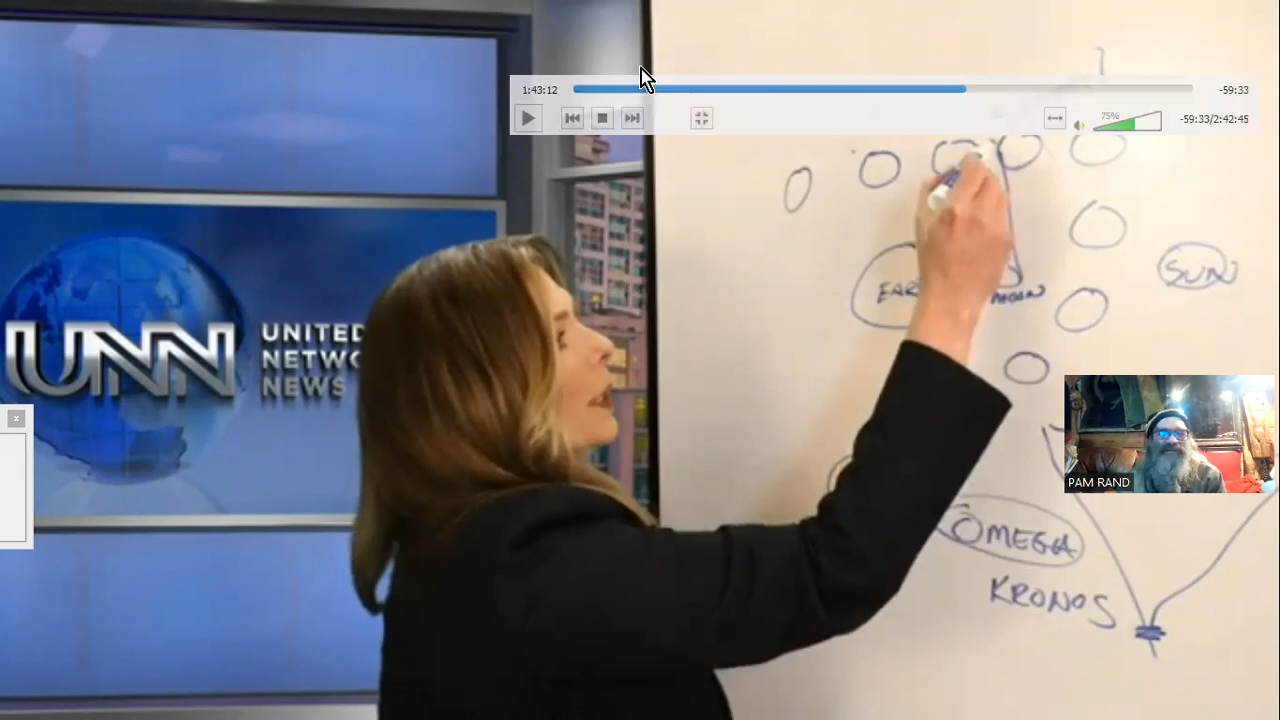 1:43:12
-59:33
75%
-59:33/2:42:45
UNN
UNITED
NETWO
NEWS
x
EAR
MOON
SUN
PAM RAND
OMEGA
KRONOS